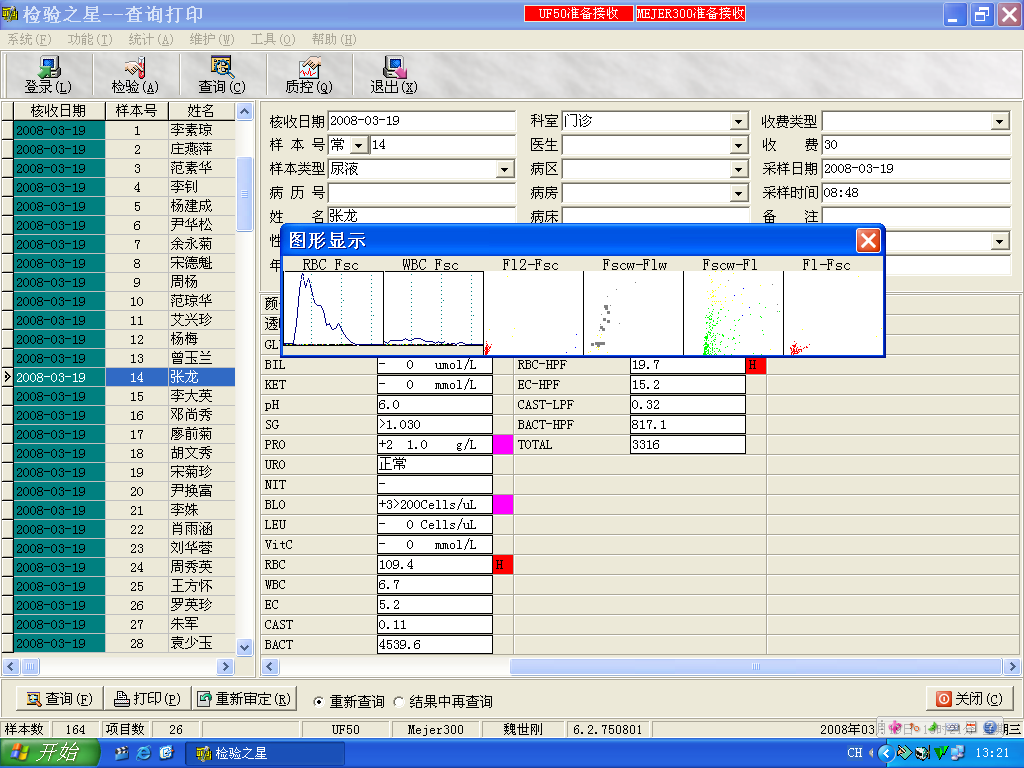 检验之星--查询打印 UF50准备接收 MEJER300准备接收
系统(F) 功能(T) 统计(A) 维护(W) 工具(O) 帮助(H)
登录(L) 检验(A) 查询(C) 质控(Q) 退出(X)
核收日期 样本号 姓名
2008-03-19 1 李素琼
2008-03-19 2 庄燕萍
2008-03-19 3 范素华
2008-03-19 4 李钊
2008-03-19 5 杨建成
2008-03-19 6 尹华松
2008-03-19 7 余永菊
2008-03-19 8 宋德魁
2008-03-19 9 周杨
2008-03-19 10 范琼华
2008-03-19 11 艾兴珍
2008-03-19 12 杨梅
2008-03-19 13 曾玉兰
2008-03-19 14 张龙
2008-03-19 15 李大英
2008-03-19 16 邓尚秀
2008-03-19 17 廖前菊
2008-03-19 18 胡文秀
2008-03-19 19 宋菊珍
2008-03-19 20 尹换富
2008-03-19 21 李姝
2008-03-19 22 肖雨涵
2008-03-19 23 刘华蓉
2008-03-19 24 周秀英
2008-03-19 25 王方怀
2008-03-19 26 罗英珍
2008-03-19 27 朱军
2008-03-19 28 袁少玉
核收日期 2008-03-19 科室 门诊 收费类型
样本号 常 14 医生 收费 30
样本类型 尿液 病区 采样日期 2008-03-19
病历号 病房 采样时间 08:48
姓名 张龙 病床 备注
图形显示
RBC Fsc WBC Fsc Fl2-Fsc Fscw-Flw Fscw-Fl Fl-Fsc
BIL - 0 umol/L RBC-HPF 19.7 H
KET - 0 mmol/L EC-HPF 15.2
pH 6.0 CAST-LPF 0.32
SG >1.030 BACT-HPF 817.1
PRO +2 1.0 g/L TOTAL 3316
URO 正常
NIT -
BLO +3>200Cells/uL
LEU - 0 Cells/uL
VitC - 0 mmol/L
RBC 109.4 H
WBC 6.7
EC 5.2
CAST 0.11
BACT 4539.6
查询(F) 打印(P) 重新审定(R) 重新查询 结果中再查询 关闭(C)
样本数 164 项目数 26 UF50 Mejer300 魏世刚 6.2.750801 2008年03
开始 检验之星 CH 13:21